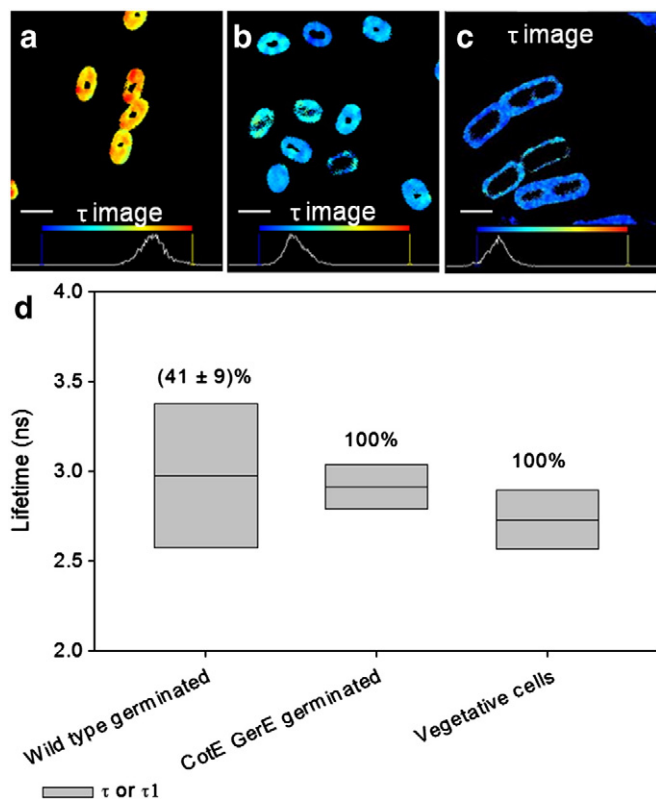 a
b
c
τ image
τ image
τ image
d
4.0
3.5
3.0
2.5
2.0
Lifetime (ns)
(41 ± 9)%
100%
100%
Wild type germinated
CotE GerE germinated
Vegetative cells
τ or τ1